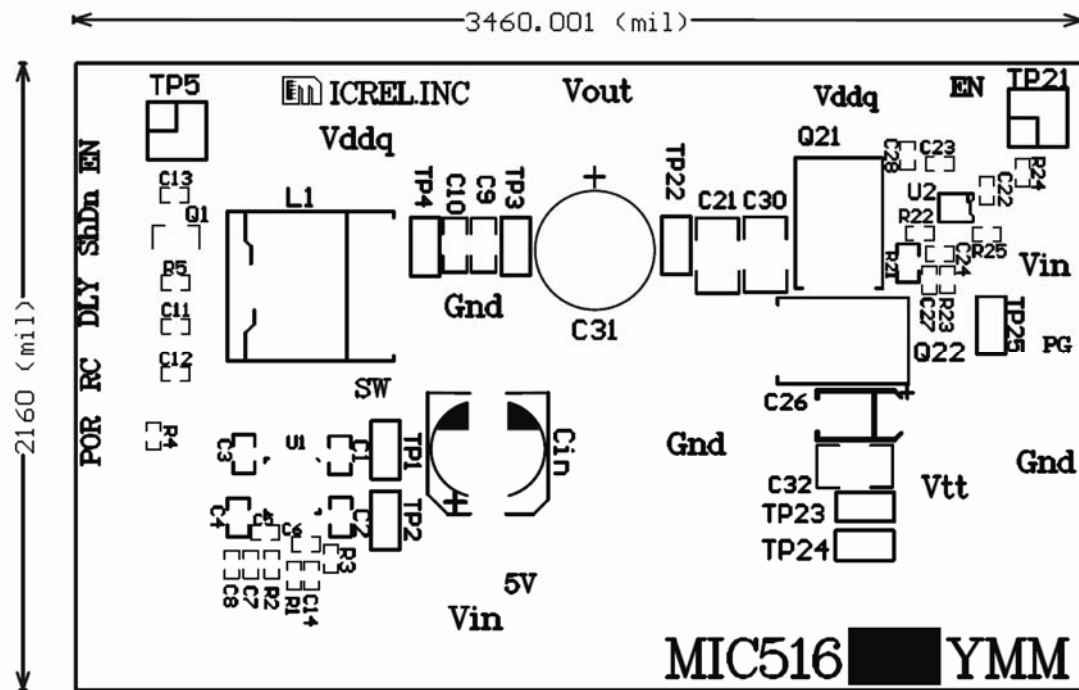 3460.001 (mil)
2160 (mil)
TP5
ICREL.INC
Vout
Vddq
EN
TP21
Vddq
Q21
C28
C23
R24
EN
C13
ShDn
Q1
L1
TP4
C10
C9
TP3
TP22
C21
C30
U2
C22
R22
R25
R21
C24
Vin
R5
DLY
C11
Gnd
C31
C27
R23
TP25
PG
Q22
C12
RC
SW
C26
POR
R4
C3
U1
C1
TP1
Cin
Gnd
Gnd
C32
Vtt
C4
C5
C6
C2
TP2
TP23
TP24
R3
C8
C7
R2
R1
C14
5V
Vin
MIC516
YMM